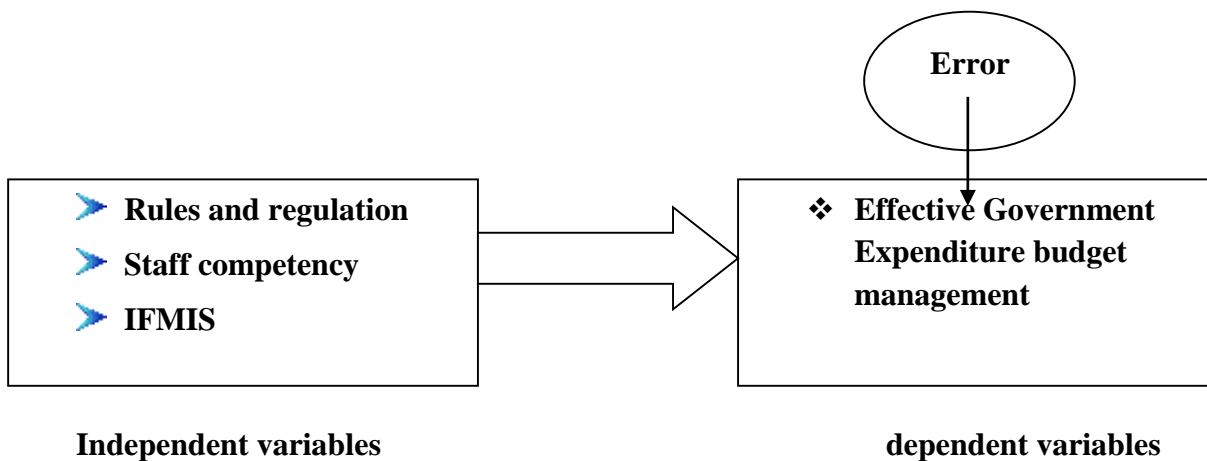 Error
Rules and regulation
Staff competency
IFMIS
❖ Effective Government
Expenditure budget
management
Independent variables
dependent variables